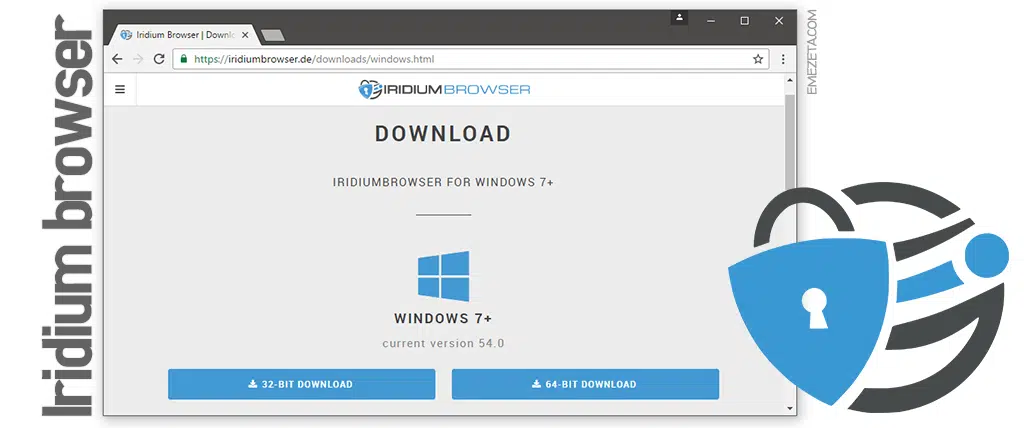 Iridium browser
Iridium Browser | Downlo
https://iridiumbrowser.de/downloads/windows.html
EMEZETA.COM
IRIDIUMBROWSER
DOWNLOAD
IRIDIUMBROWSER FOR WINDOWS 7+
WINDOWS 7+
current version 54.0
32-BIT DOWNLOAD
64-BIT DOWNLOAD